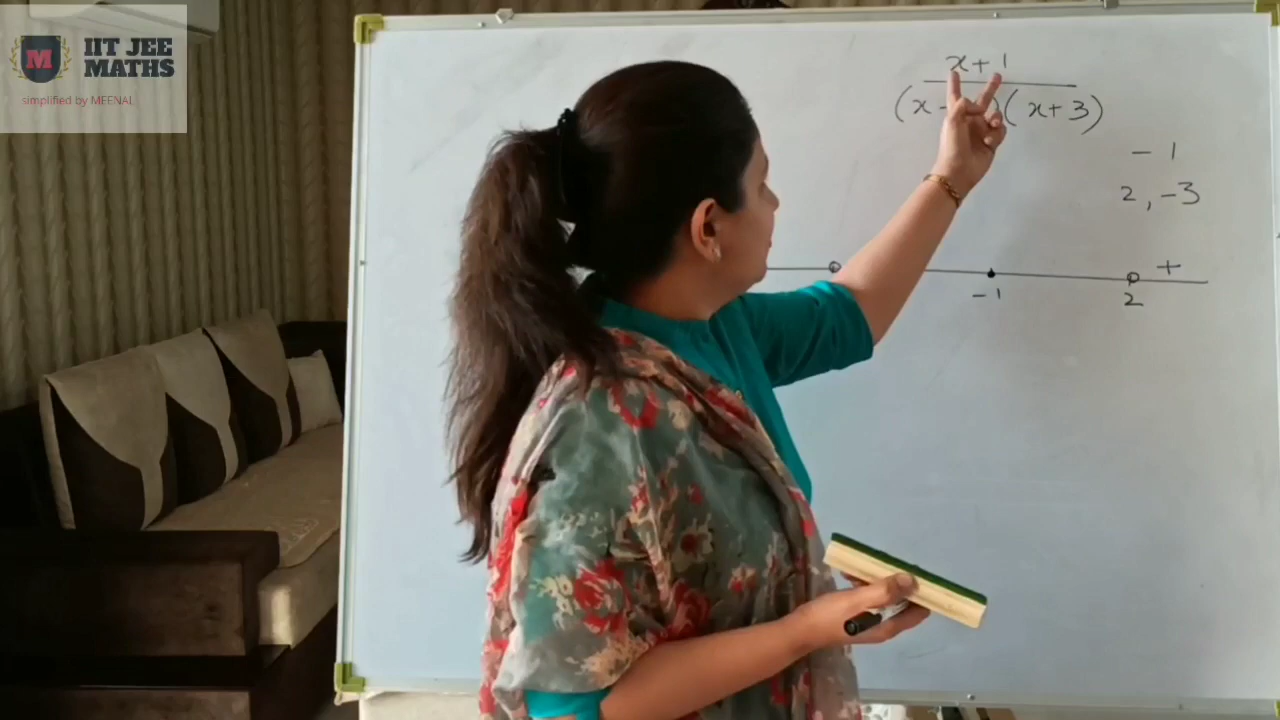 M
IIT JEE
MATHS
simplified by MEENAL
x+1
(x- )(x+3)
-1
2, -3
+
-1
2